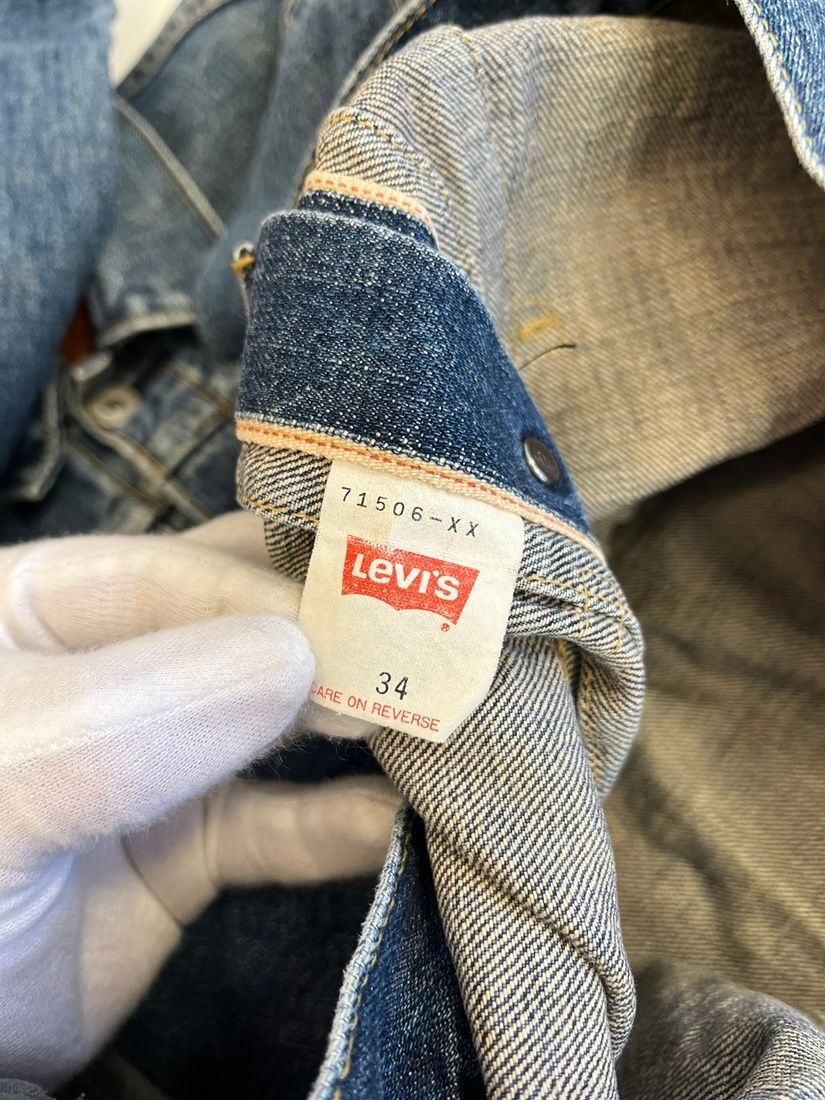 71506-XX
Levi's
®
34
CARE ON REVERSE